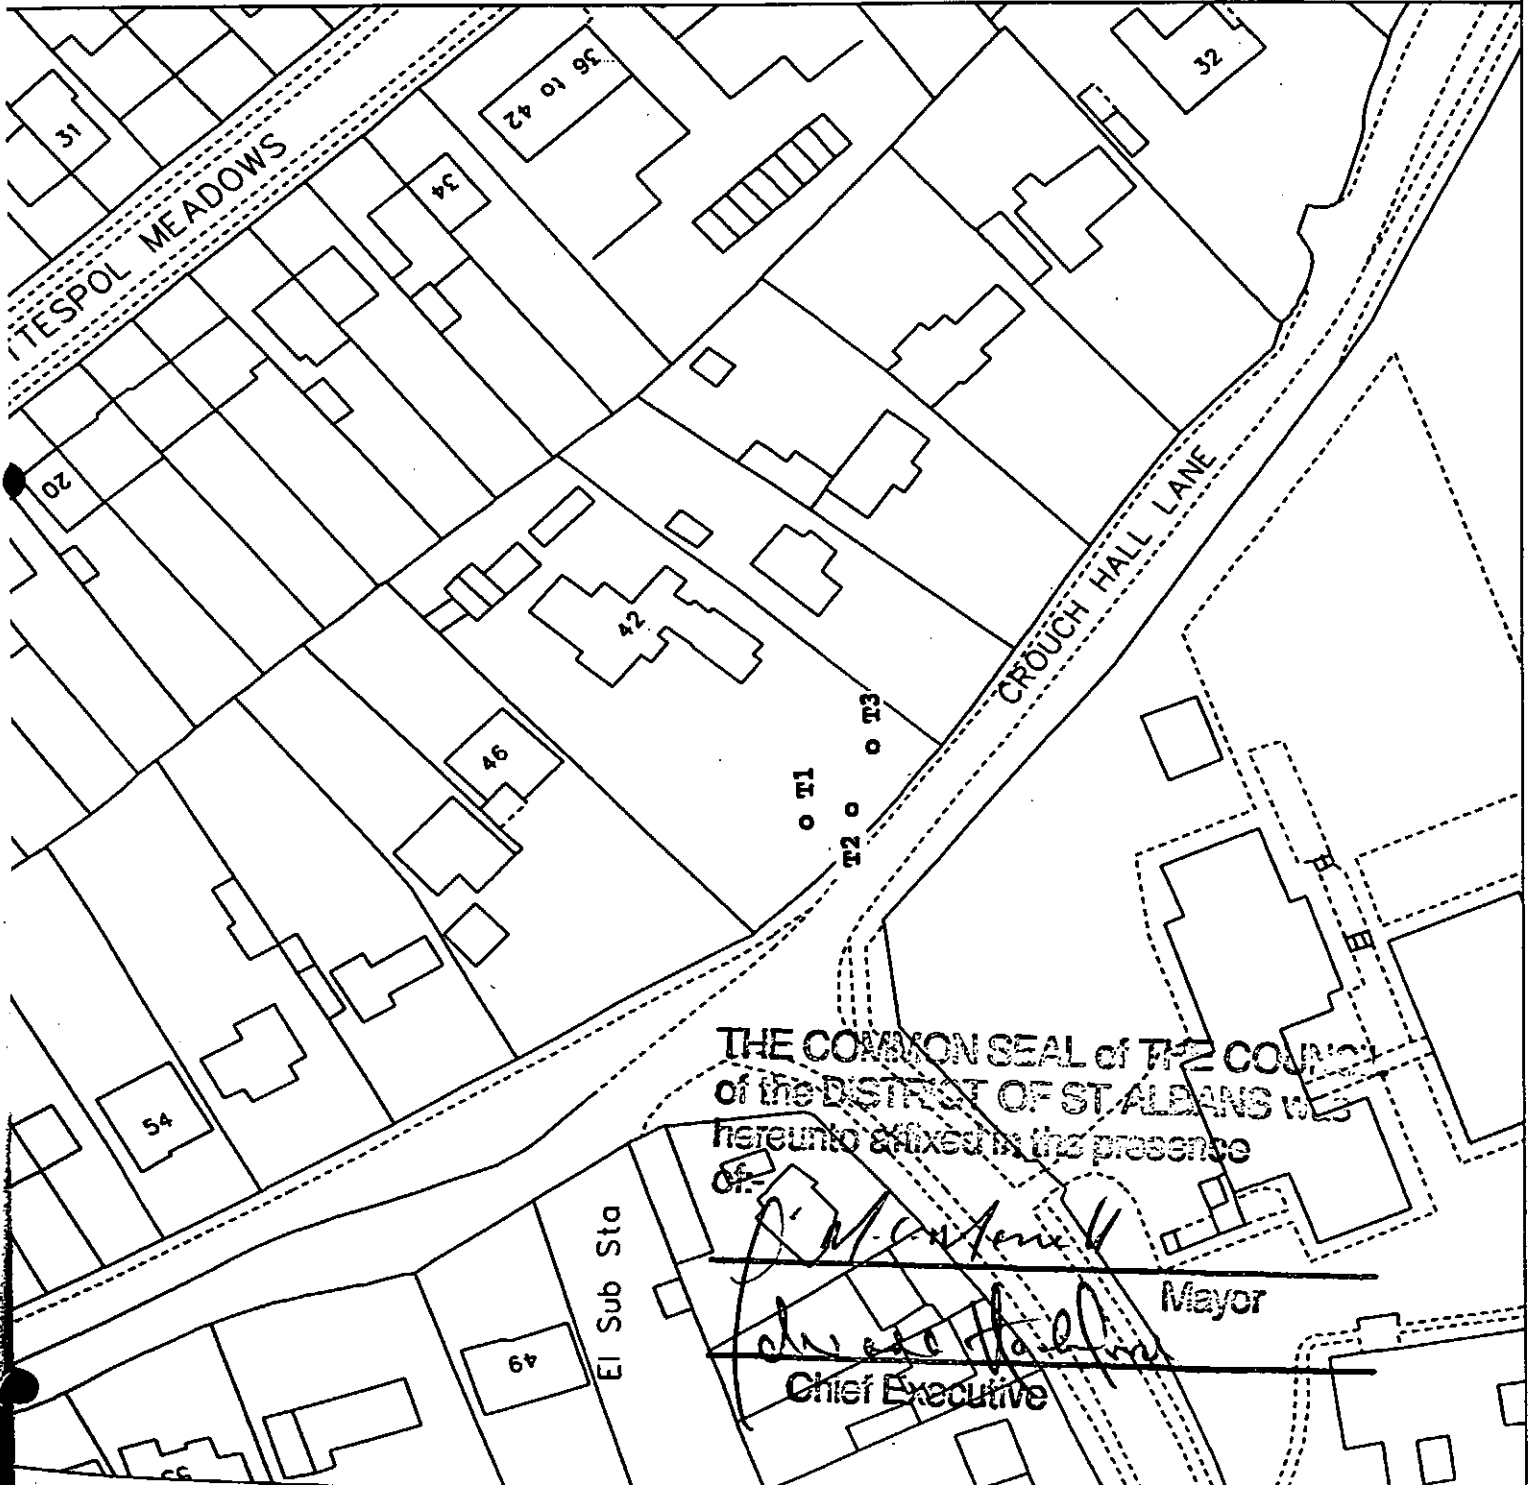 32
36 to 42
31
34
TESPOL MEADOWS
20
CROUCH HALL LANE
42
T3
46
T1
T2
THE COMMON SEAL of THE COUNCIL
of the DISTRICT OF ST. ALBANS was
hereunto affixed in the presence
of:-
54
El Sub Sta
Mayor
49
Chief Executive
55